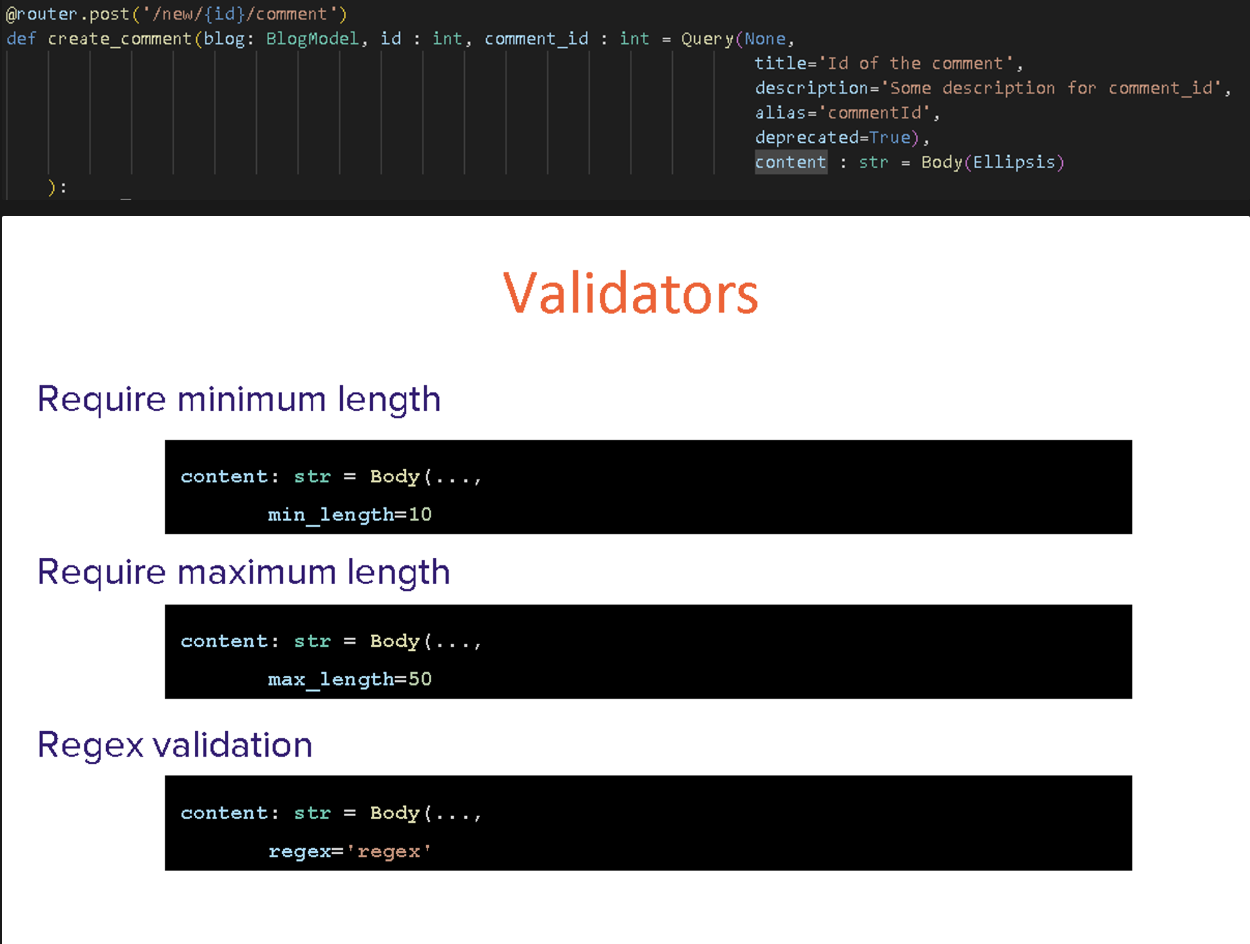 @router.post('/new/{id}/comment')
def create_comment(blog: BlogModel, id : int, comment_id : int = Query(None,
title='Id of the comment',
description='Some description for comment_id',
alias='commentId',
deprecated=True),
content : str = Body(Ellipsis)
):
Validators
Require minimum length
content: str = Body(...,
min_length=10
Require maximum length
content: str = Body(...,
max_length=50
Regex validation
content: str = Body(...,
regex='regex'